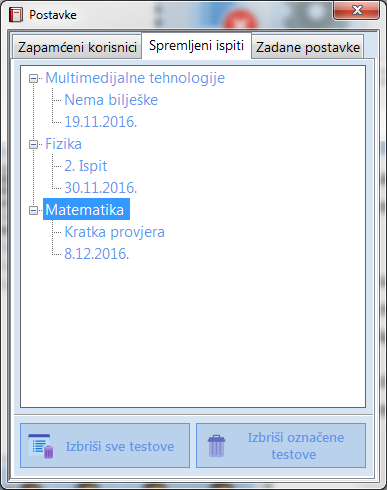 Postavke
Zapamćeni korisnici
Spremljeni ispiti
Zadane postavke
Multimedijalne tehnologije
Nema bilješke
19.11.2016.
Fizika
2. Ispit
30.11.2016.
Matematika
Kratka provjera
8.12.2016.
Izbriši sve testove
Izbriši označene
testove